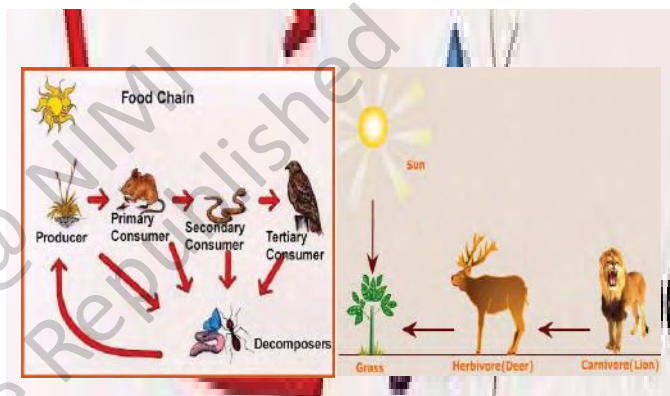 Food Chain
Sun
Producer
Primary
Consumer
Secondary
Consumer
Tertiary
Consumer
Decomposers
Grass
Herbivore(Deer)
Carnivore(Lion)
@ NIMI
Republished